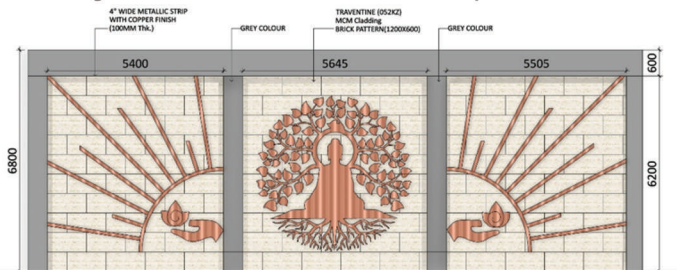 4" WIDE METALLIC STRIP
WITH COPPER FINISH
(100MM Thk.)
GREY COLOUR
TRAVENTINE (052KZ)
MCM Cladding
BRICK PATTERN(1200X600)
GREY COLOUR
5400
5645
5505
600
6800
6200